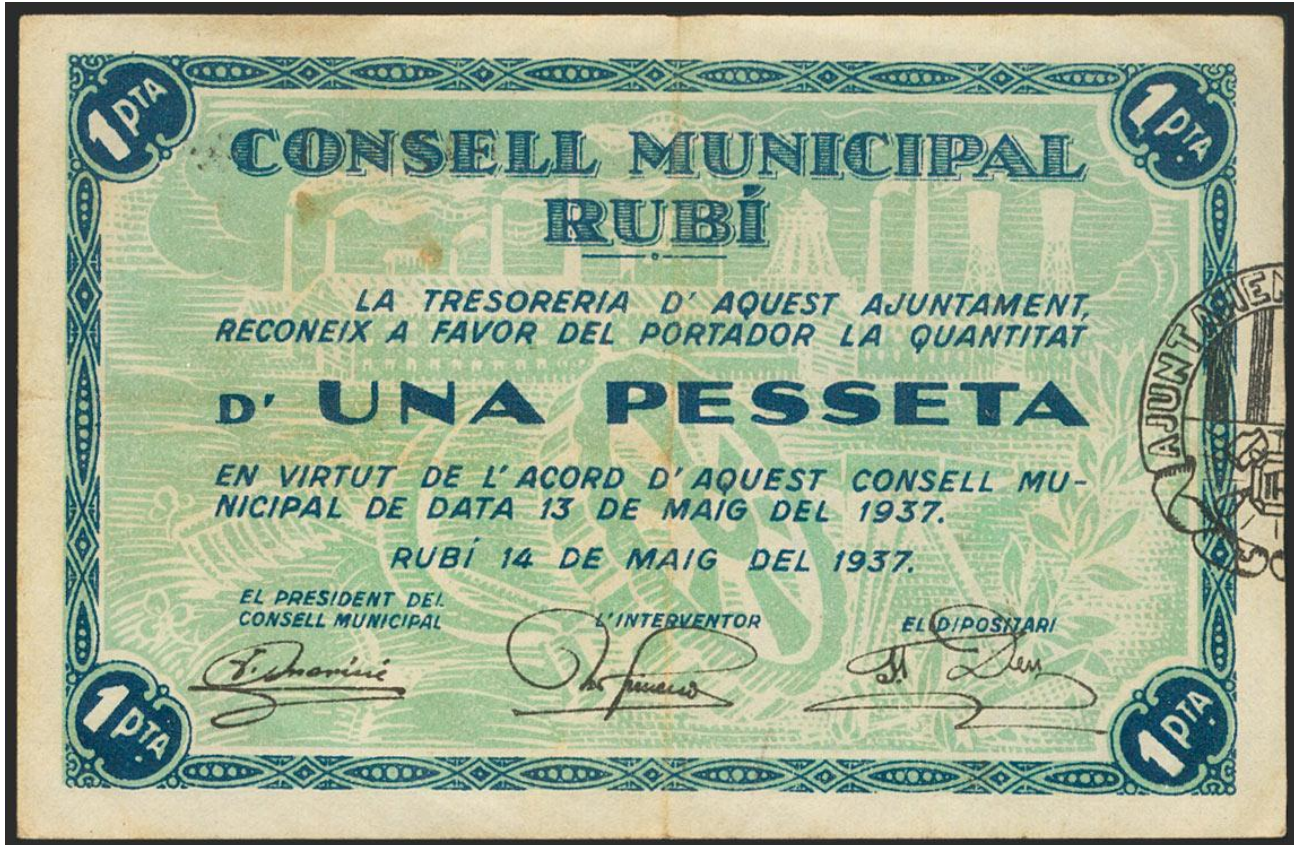 1 PTA
1 PTA.
CONSELL MUNICIPAL
RUBÍ
LA TRESORERIA D' AQUEST AJUNTAMENT,
RECONEIX A FAVOR DEL PORTADOR LA QUANTITAT
D' UNA PESSETA
EN VIRTUT DE L' ACORD D' AQUEST CONSELL MU-
NICIPAL DE DATA 13 DE MAIG DEL 1937.
RUBÍ 14 DE MAIG DEL 1937.
EL PRESIDENT DEL
CONSELL MUNICIPAL
L'INTERVENTOR
EL DIPOSITARI
1 PTA
1 PTA.
AJUNTAMEN